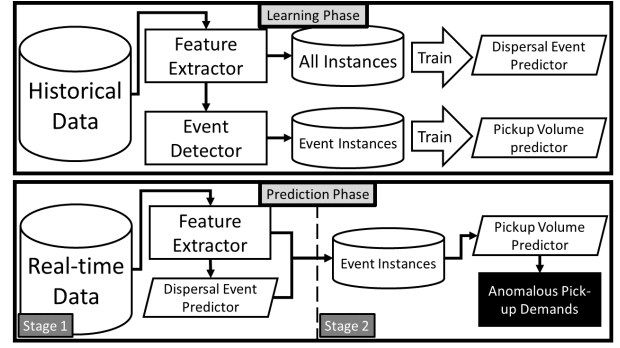 Learning Phase
Historical
Data
Feature
Extractor
All Instances
Train
Dispersal Event
Predictor
Event
Detector
Event Instances
Train
Pickup Volume
predictor
Prediction Phase
Real-time
Data
Feature
Extractor
Dispersal Event
Predictor
Event Instances
Pickup Volume
Predictor
Anomalous Pick-
up Demands
Stage 1
Stage 2